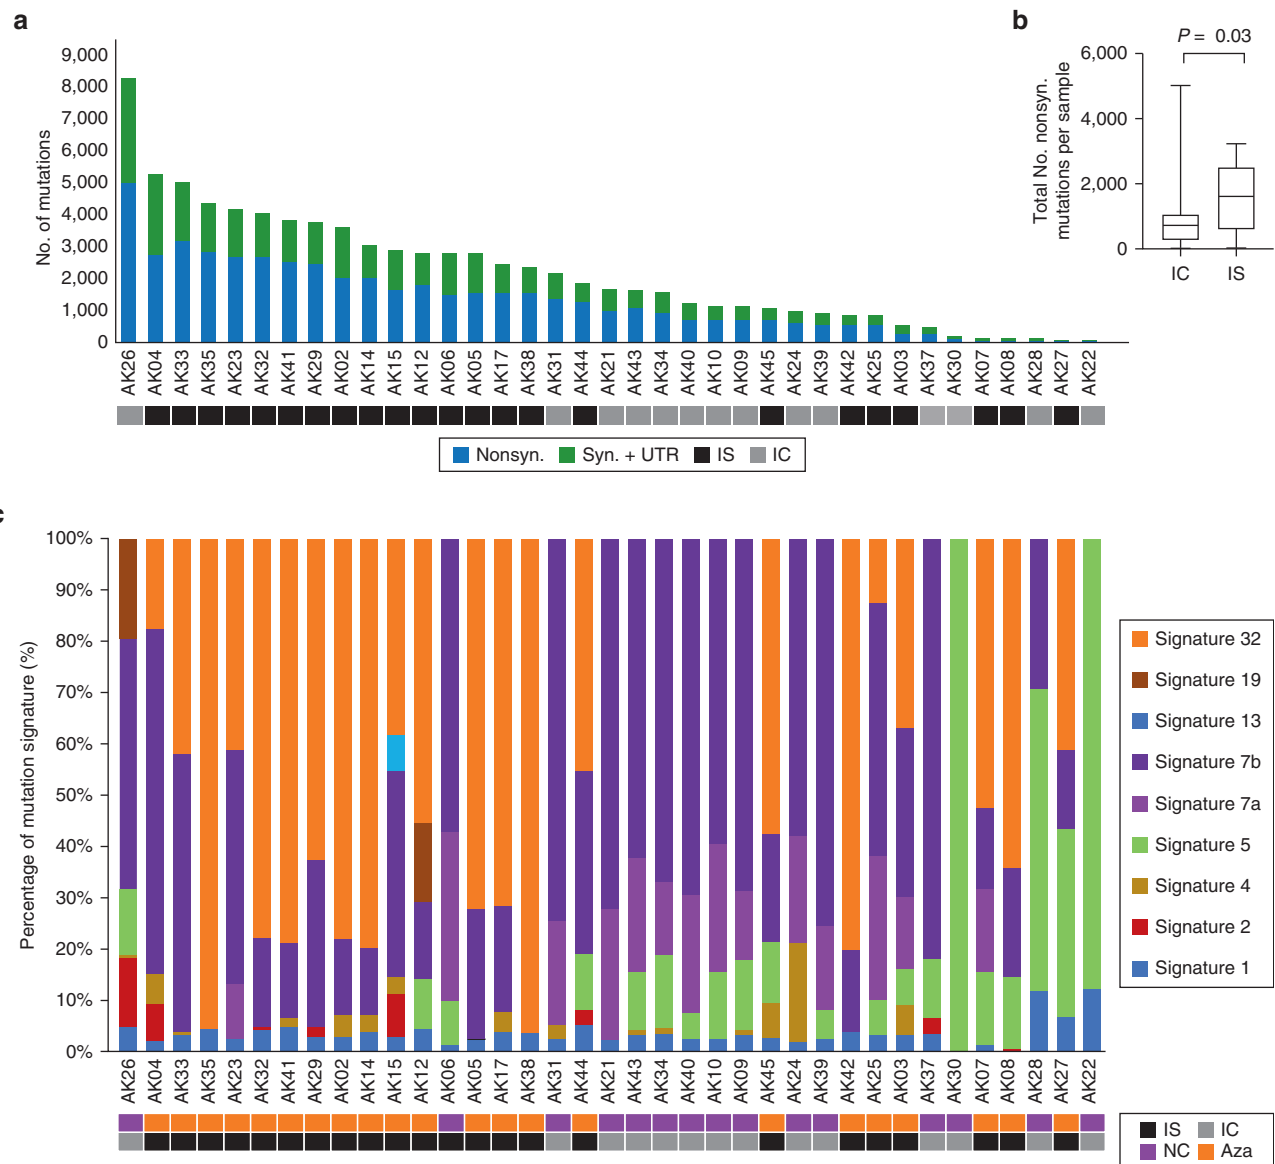 a
No. of mutations
9,000
8,000
7,000
6,000
5,000
4,000
3,000
2,000
1,000
0
AK26 AK04 AK33 AK35 AK23 AK32 AK41 AK29 AK02 AK14 AK15 AK12 AK06 AK05 AK17 AK38 AK31 AK44 AK21 AK43 AK34 AK40 AK10 AK09 AK45 AK24 AK39 AK42 AK25 AK03 AK37 AK30 AK07 AK08 AK28 AK27 AK22
Nonsyn. Syn. + UTR IS IC
b
P = 0.03
Total No. nonsyn.
mutations per sample
6,000
4,000
2,000
0
IC IS
c
Percentage of mutation signature (%)
100%
90%
80%
70%
60%
50%
40%
30%
20%
10%
0%
AK26 AK04 AK33 AK35 AK23 AK32 AK41 AK29 AK02 AK14 AK15 AK12 AK06 AK05 AK17 AK38 AK31 AK44 AK21 AK43 AK34 AK40 AK10 AK09 AK45 AK24 AK39 AK42 AK25 AK03 AK37 AK30 AK07 AK08 AK28 AK27 AK22
Signature 32
Signature 19
Signature 13
Signature 7b
Signature 7a
Signature 5
Signature 4
Signature 2
Signature 1
IS IC
NC Aza